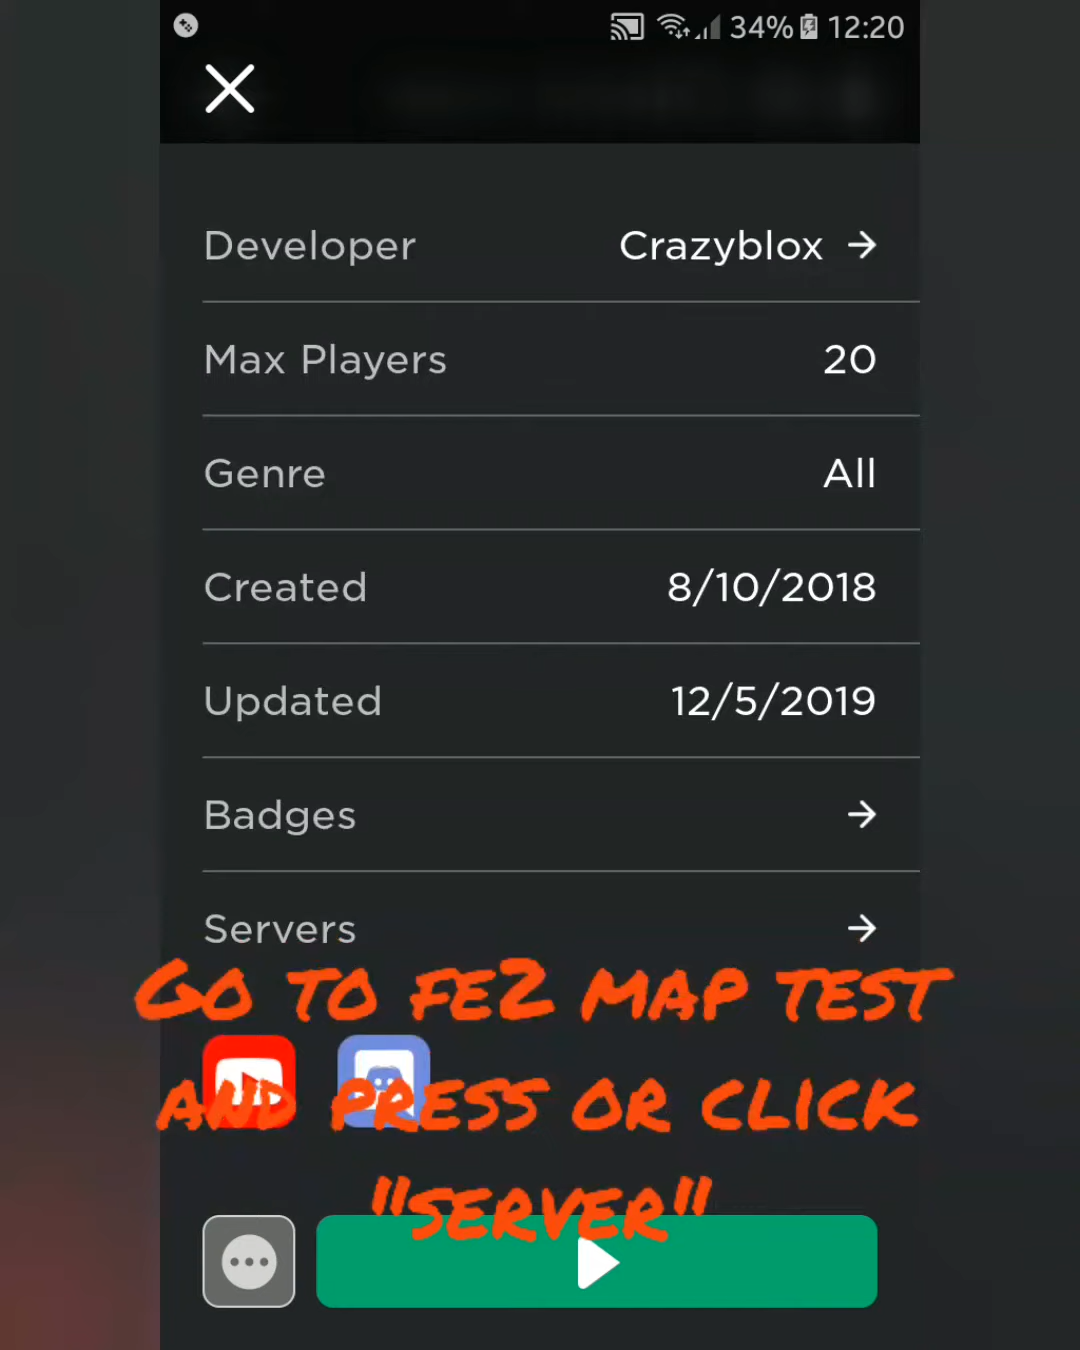 34% 12:20
Developer Crazyblox
Max Players 20
Genre All
Created 8/10/2018
Updated 12/5/2019
Badges
Servers
Go to fe2 map test
and press or click
"server"